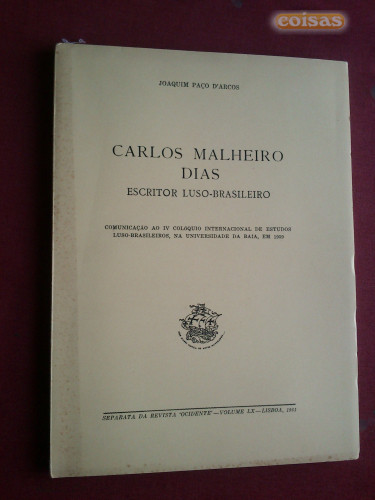 coisas
JOAQUIM PAÇO D'ARCOS
CARLOS MALHEIRO
DIAS
ESCRITOR LUSO-BRASILEIRO
COMUNICAÇÃO AO IV COLÓQUIO INTERNACIONAL DE ESTUDOS
LUSO-BRASILEIROS, NA UNIVERSIDADE DA BAIA, EM 1959
SEPARATA DA REVISTA «OCIDENTE» — VOLUME LX — LISBOA, 1961